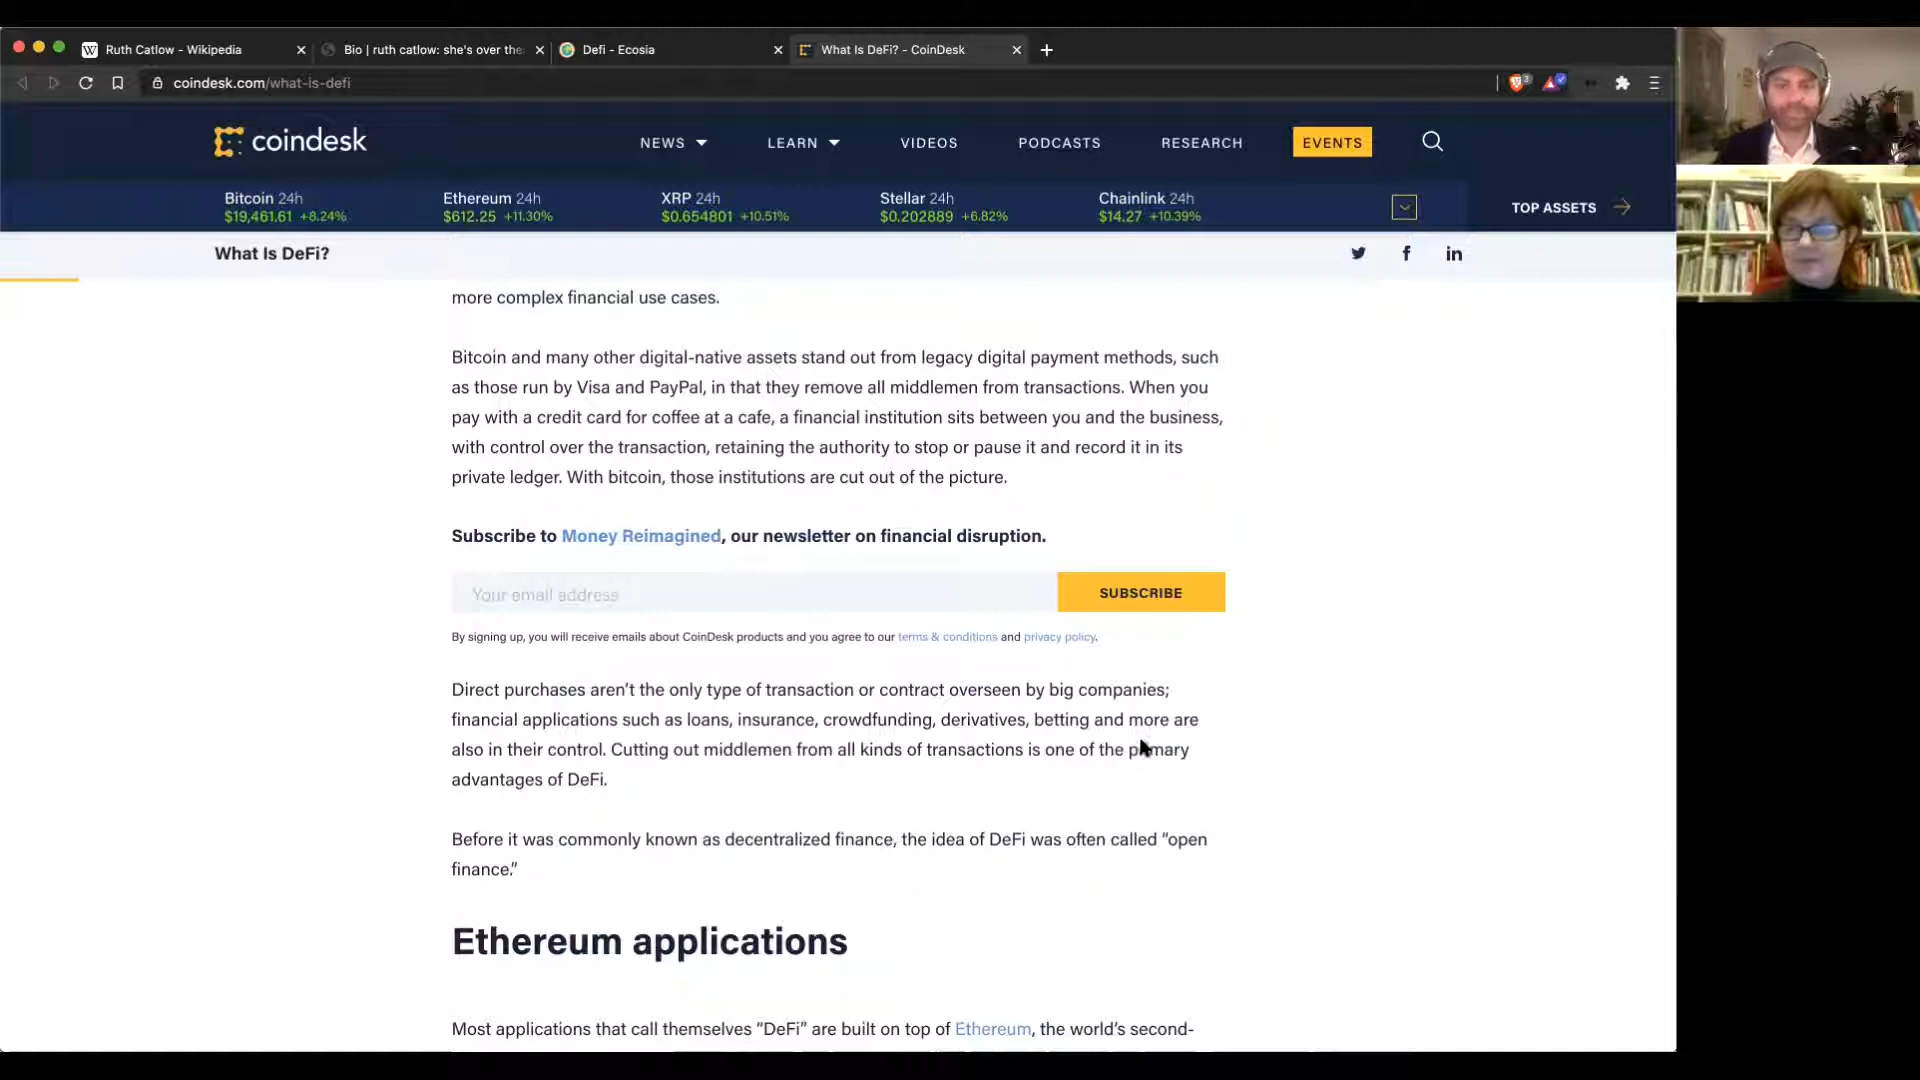 Ruth Catlow - Wikipedia
Bio | ruth catlow: she's over the
Defi - Ecosia
What Is DeFi? - CoinDesk
coindesk.com/what-is-defi
3
coindesk
NEWS
LEARN
VIDEOS
PODCASTS
RESEARCH
EVENTS
Bitcoin 24h
$19,461.61 +8.24%
Ethereum 24h
$612.25 +11.30%
XRP 24h
$0.654801 +10.51%
Stellar 24h
$0.202889 +6.82%
Chainlink 24h
$14.27 +10.39%
TOP ASSETS
What Is DeFi?
more complex financial use cases.
Bitcoin and many other digital-native assets stand out from legacy digital payment methods, such
as those run by Visa and PayPal, in that they remove all middlemen from transactions. When you
pay with a credit card for coffee at a cafe, a financial institution sits between you and the business,
with control over the transaction, retaining the authority to stop or pause it and record it in its
private ledger. With bitcoin, those institutions are cut out of the picture.
Subscribe to Money Reimagined, our newsletter on financial disruption.
Your email address
SUBSCRIBE
By signing up, you will receive emails about CoinDesk products and you agree to our terms & conditions and privacy policy.
Direct purchases aren't the only type of transaction or contract overseen by big companies;
financial applications such as loans, insurance, crowdfunding, derivatives, betting and more are
also in their control. Cutting out middlemen from all kinds of transactions is one of the primary
advantages of DeFi.
Before it was commonly known as decentralized finance, the idea of DeFi was often called “open
finance.”
Ethereum applications
Most applications that call themselves “DeFi” are built on top of Ethereum, the world's second-